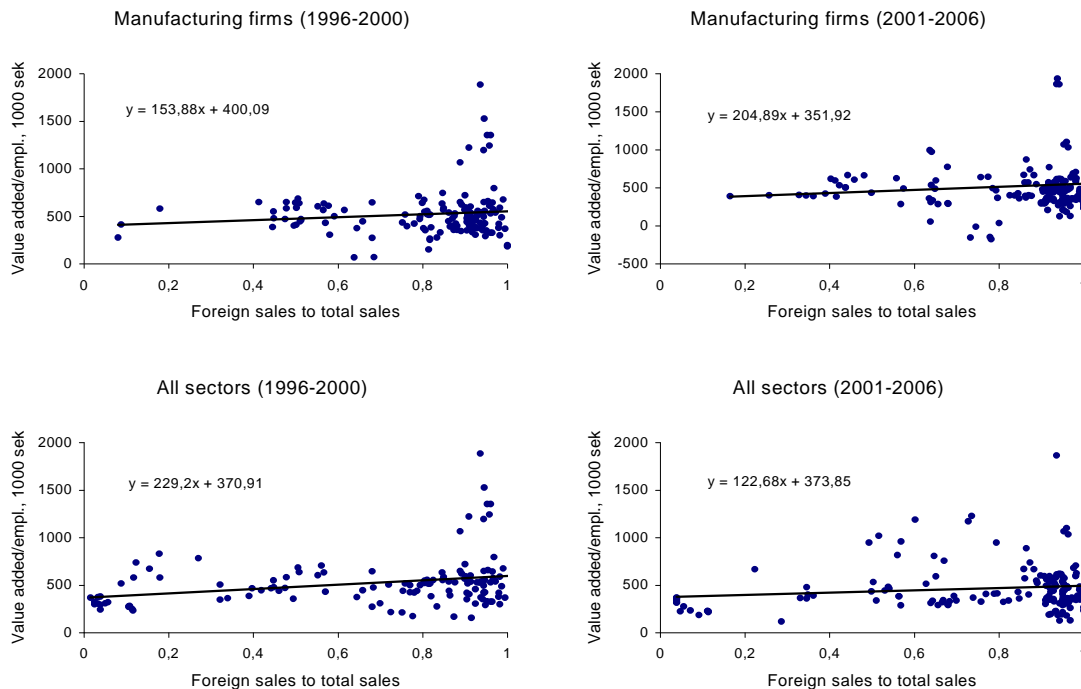 Manufacturing firms (1996-2000)
Value added/empl., 1000 sek
2000
1500
1000
500
0
y = 153,88x + 400,09
0 0,2 0,4 0,6 0,8 1
Foreign sales to total sales
Manufacturing firms (2001-2006)
Value added/empl., 1000 sek
2000
1500
1000
500
0
-500
y = 204,89x + 351,92
0 0,2 0,4 0,6 0,8 1
Foreign sales to total sales
All sectors (1996-2000)
Value added/empl., 1000 sek
2000
1500
1000
500
0
y = 229,2x + 370,91
0 0,2 0,4 0,6 0,8 1
Foreign sales to total sales
All sectors (2001-2006)
Value added/empl., 1000 sek
2000
1500
1000
500
0
y = 122,68x + 373,85
0 0,2 0,4 0,6 0,8 1
Foreign sales to total sales